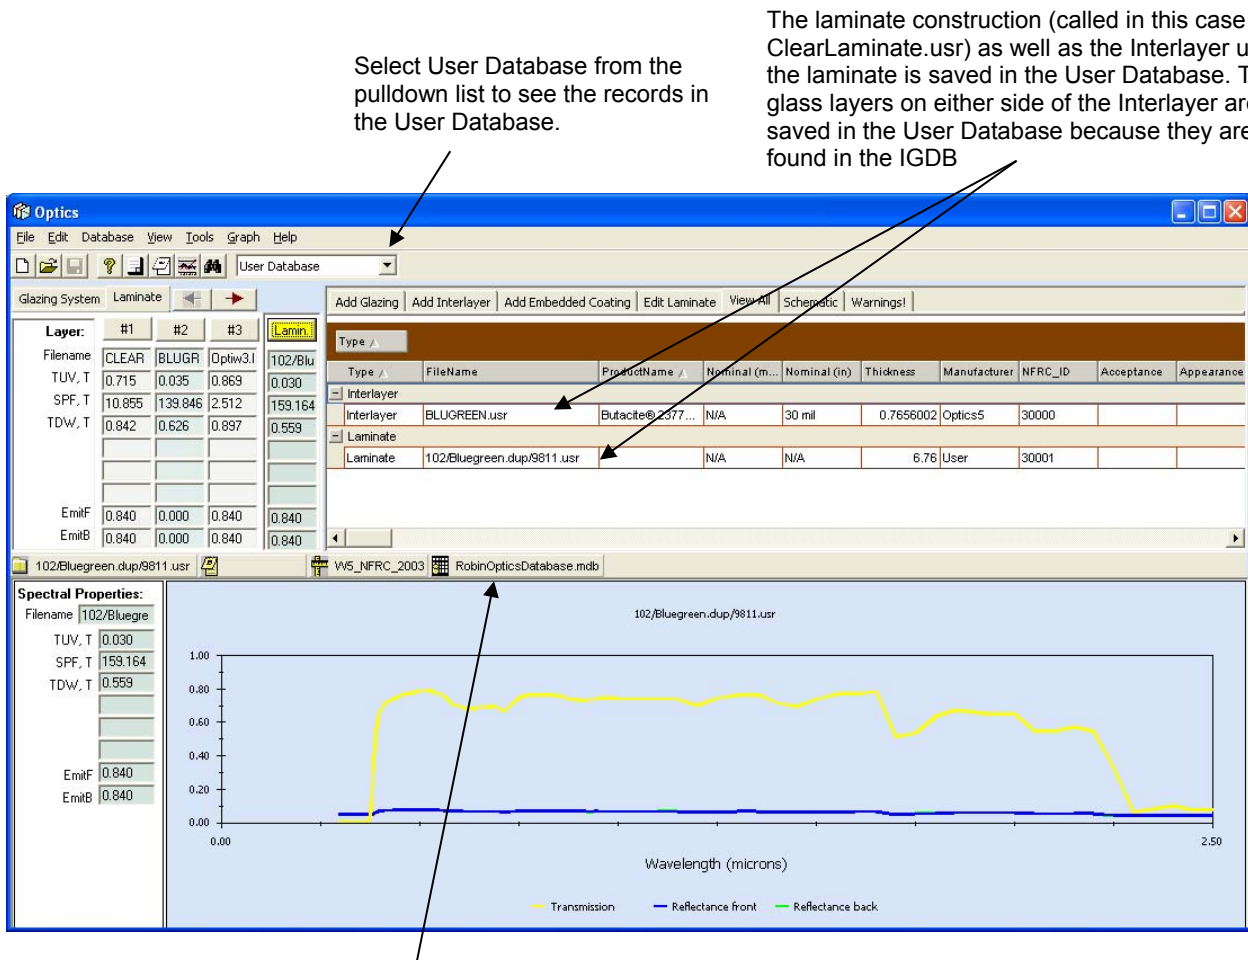 The laminate construction (called in this case
ClearLaminate.usr) as well as the Interlayer u
the laminate is saved in the User Database. T
glass layers on either side of the Interlayer are
saved in the User Database because they are
found in the IGDB
Select User Database from the
pulldown list to see the records in
the User Database.
Optics
File Edit Database View Tools Graph Help
User Database
Glazing System Laminate
Add Glazing Add Interlayer Add Embedded Coating Edit Laminate View All Schematic Warnings!
Layer: #1 #2 #3 Lamin.
Filename CLEAR BLUGR Optiw3.l 102/Blu
TUV, T 0.715 0.035 0.869 0.030
SPF, T 10.855 139.846 2.512 159.164
TDW, T 0.842 0.626 0.897 0.559
EmitF 0.840 0.000 0.840 0.840
EmitB 0.840 0.000 0.840 0.840
Type
Type FileName ProductName Nominal (m... Nominal (in) Thickness Manufacturer NFRC_ID Acceptance Appearance
Interlayer
Interlayer BLUGREEN.usr Butacite® 2377... N/A 30 mil 0.7656002 Optics5 30000
Laminate
Laminate 102/Bluegreen.dup/9811.usr N/A N/A 6.76 User 30001
102/Bluegreen.dup/9811.usr W5_NFRC_2003 RobinOpticsDatabase.mdb
Spectral Properties:
Filename 102/Bluegre
TUV, T 0.030
SPF, T 159.164
TDW, T 0.559
EmitF 0.840
EmitB 0.840
102/Bluegreen.dup/9811.usr
1.00
0.80
0.60
0.40
0.20
0.00
0.00 2.50
Wavelength (microns)
Transmission Reflectance front Reflectance back